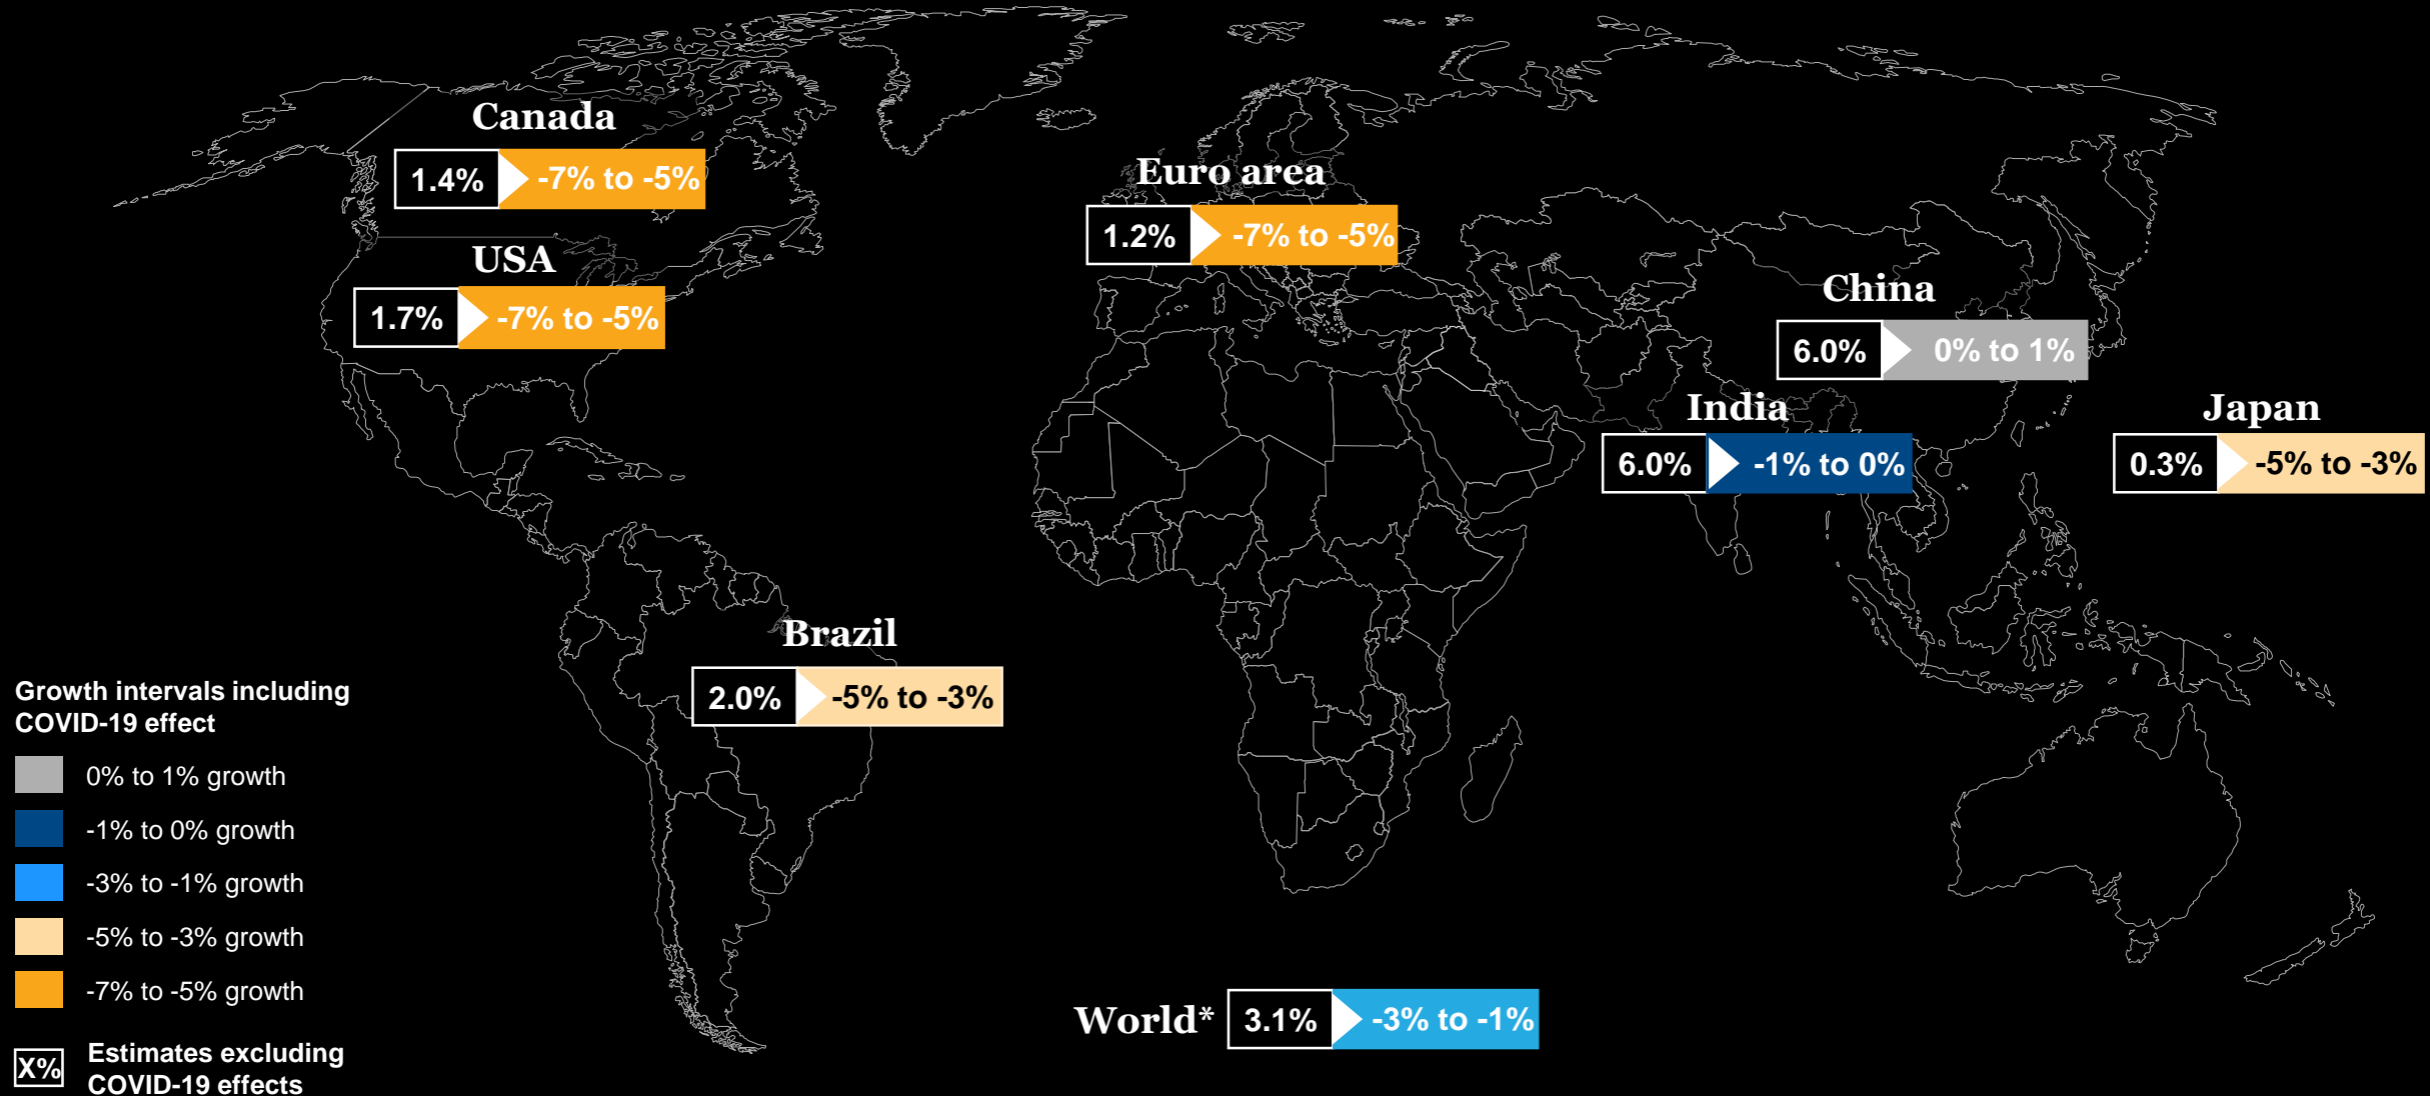 Canada
1.4% -7% to -5%
Euro area
1.2% -7% to -5%
USA
1.7% -7% to -5%
China
6.0% 0% to 1%
India
6.0% -1% to 0%
Japan
0.3% -5% to -3%
Brazil
2.0% -5% to -3%
World* 3.1% -3% to -1%
Growth intervals including
COVID-19 effect
0% to 1% growth
-1% to 0% growth
-3% to -1% growth
-5% to -3% growth
-7% to -5% growth
X% Estimates excluding
COVID-19 effects